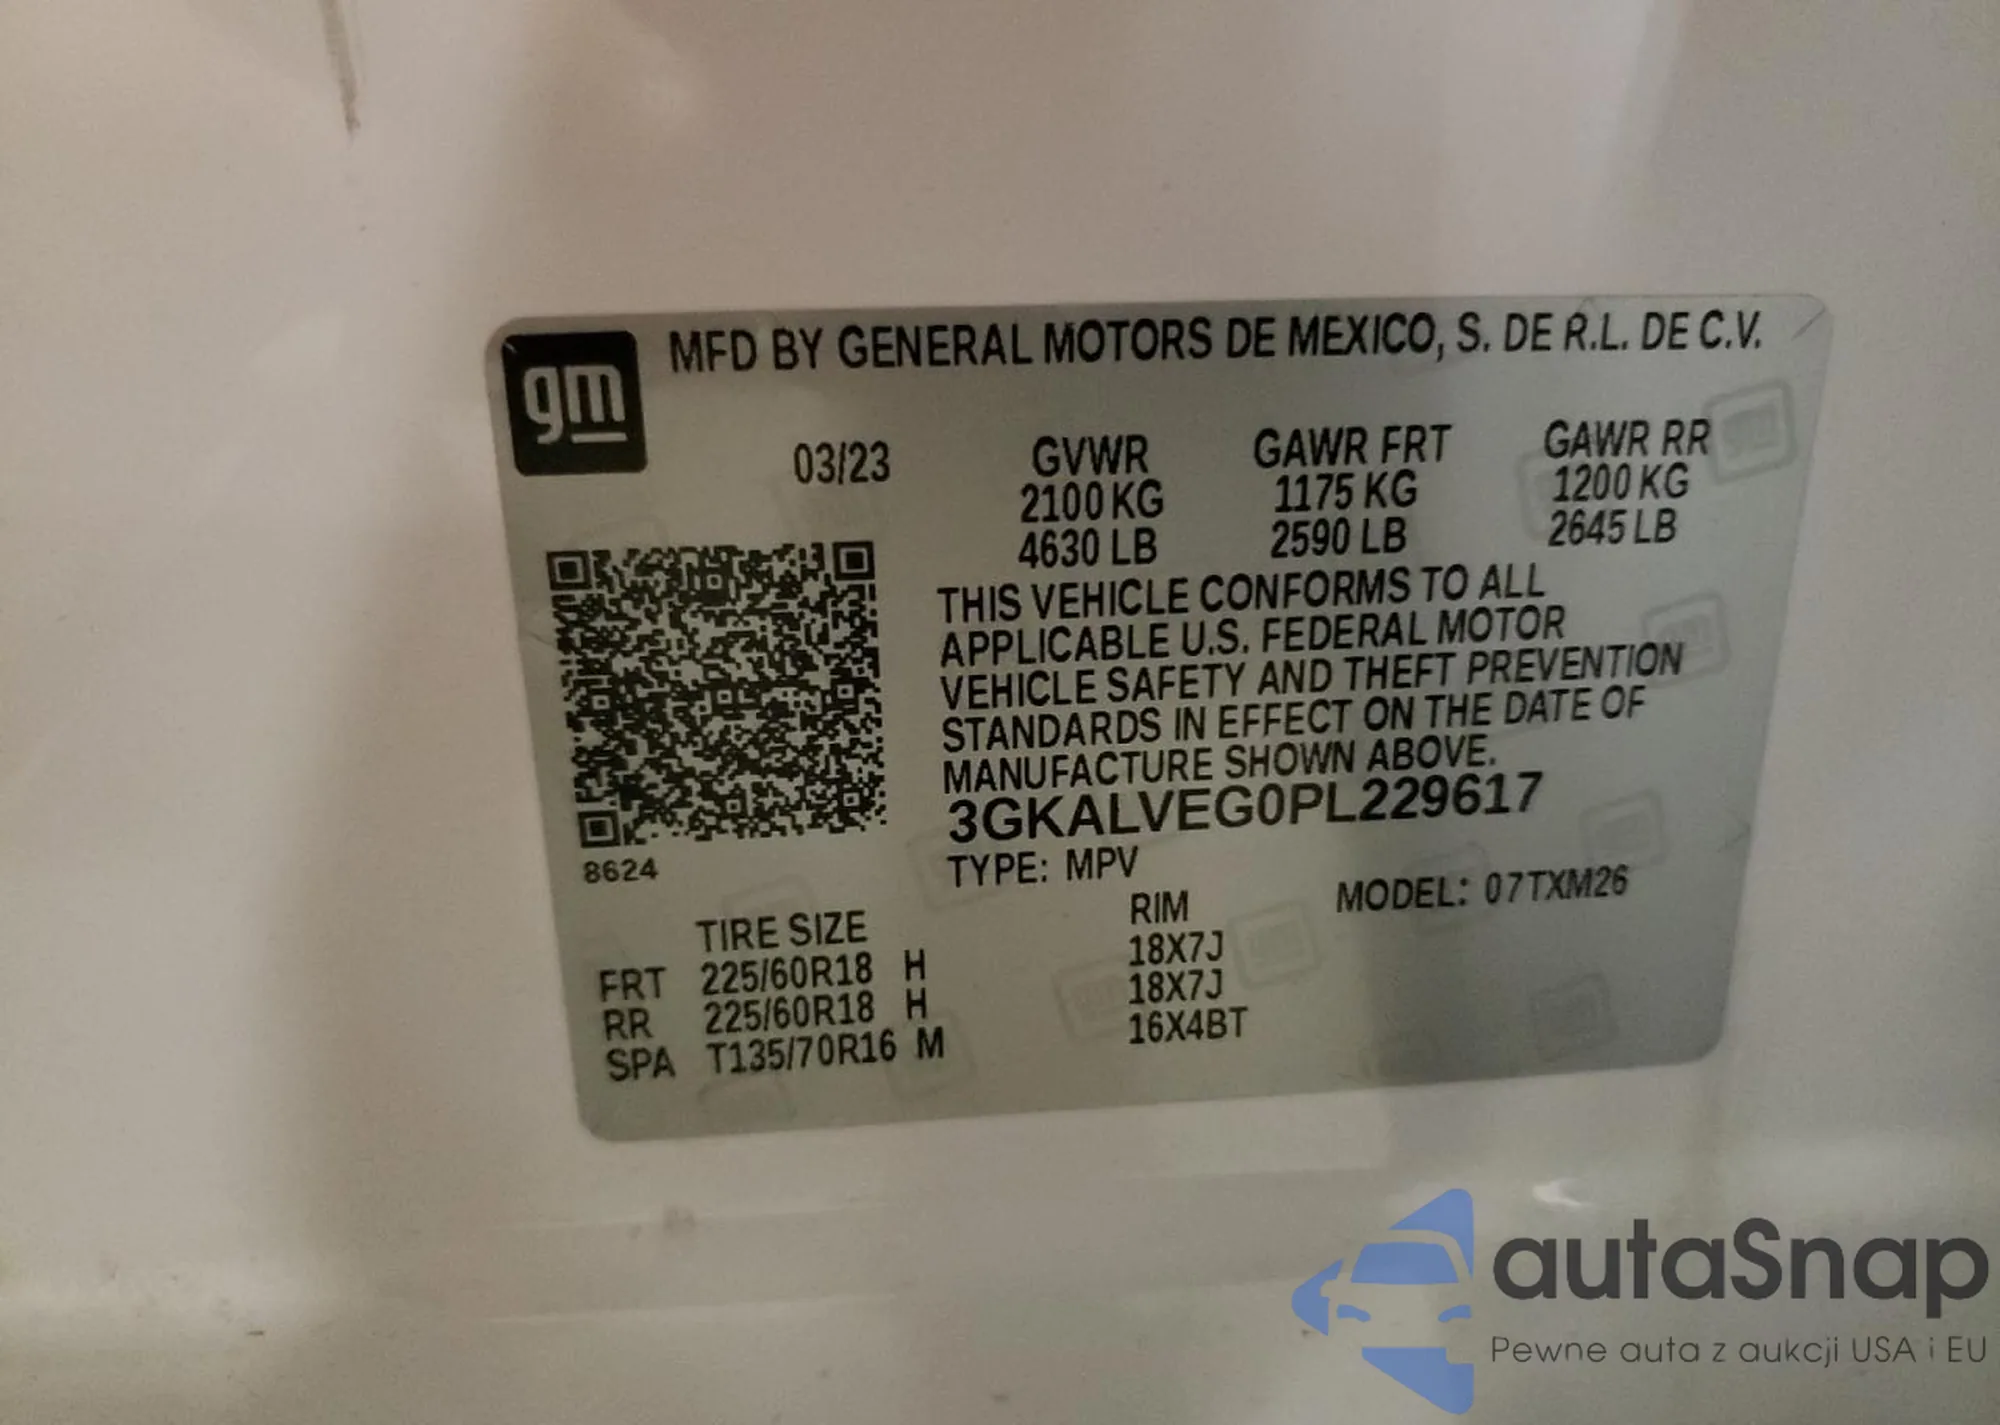 gm MFD BY GENERAL MOTORS DE MEXICO, S. DE R.L. DE C.V.
03/23 GVWR GAWR FRT GAWR RR
2100 KG 1175 KG 1200 KG
4630 LB 2590 LB 2645 LB
THIS VEHICLE CONFORMS TO ALL
APPLICABLE U.S. FEDERAL MOTOR
VEHICLE SAFETY AND THEFT PREVENTION
STANDARDS IN EFFECT ON THE DATE OF
MANUFACTURE SHOWN ABOVE.
3GKALVEG0PL229617
8624
TYPE: MPV
MODEL: 07TXM26
TIRE SIZE RIM
FRT 225/60R18 H 18X7J
RR 225/60R18 H 18X7J
SPA T135/70R16 M 16X4BT
autaSnap
Pewne auta z aukcji USA i EU